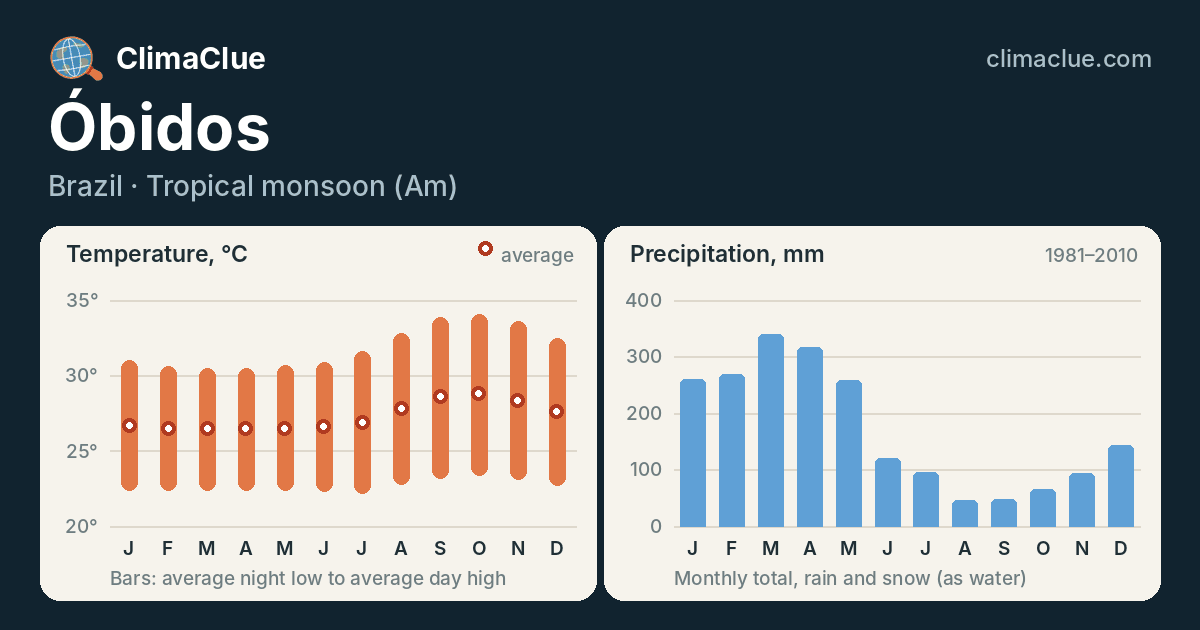 ClimaClue
climaclue.com
Óbidos
Brazil · Tropical monsoon (Am)
Temperature, °C
average
35°
30°
25°
20°
J F M A M J J A S O N D
Bars: average night low to average day high
Precipitation, mm
1981–2010
400
300
200
100
0
J F M A M J J A S O N D
Monthly total, rain and snow (as water)